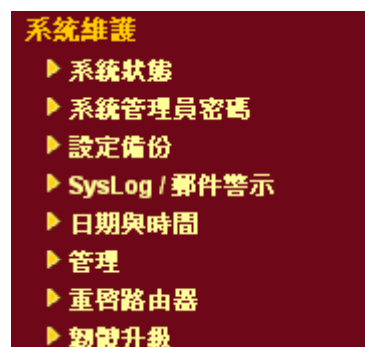 系統維護
系統狀態
系統管理員密碼
設定備份
SysLog / 郵件警示
日期與時間
管理
重啓路由器
韌體升級